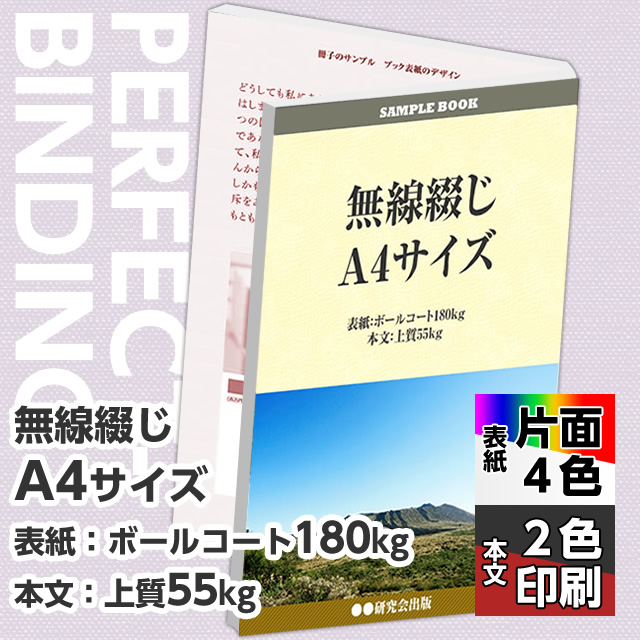 PERFECT
BINDING
冊子のサンプル ブック表紙のデザイン
どうしても私に
はしま
つの
であ
て、私
んから
しかも
斥をさ
もとも
SAMPLE BOOK
無線綴じ
A4サイズ
表紙：ボールコート180kg
本文：上質55kg
●●研究会出版
無線綴じ
A4サイズ
表紙：ボールコート180kg
本文：上質55kg
表紙
片面
4色
本文
2色
印刷